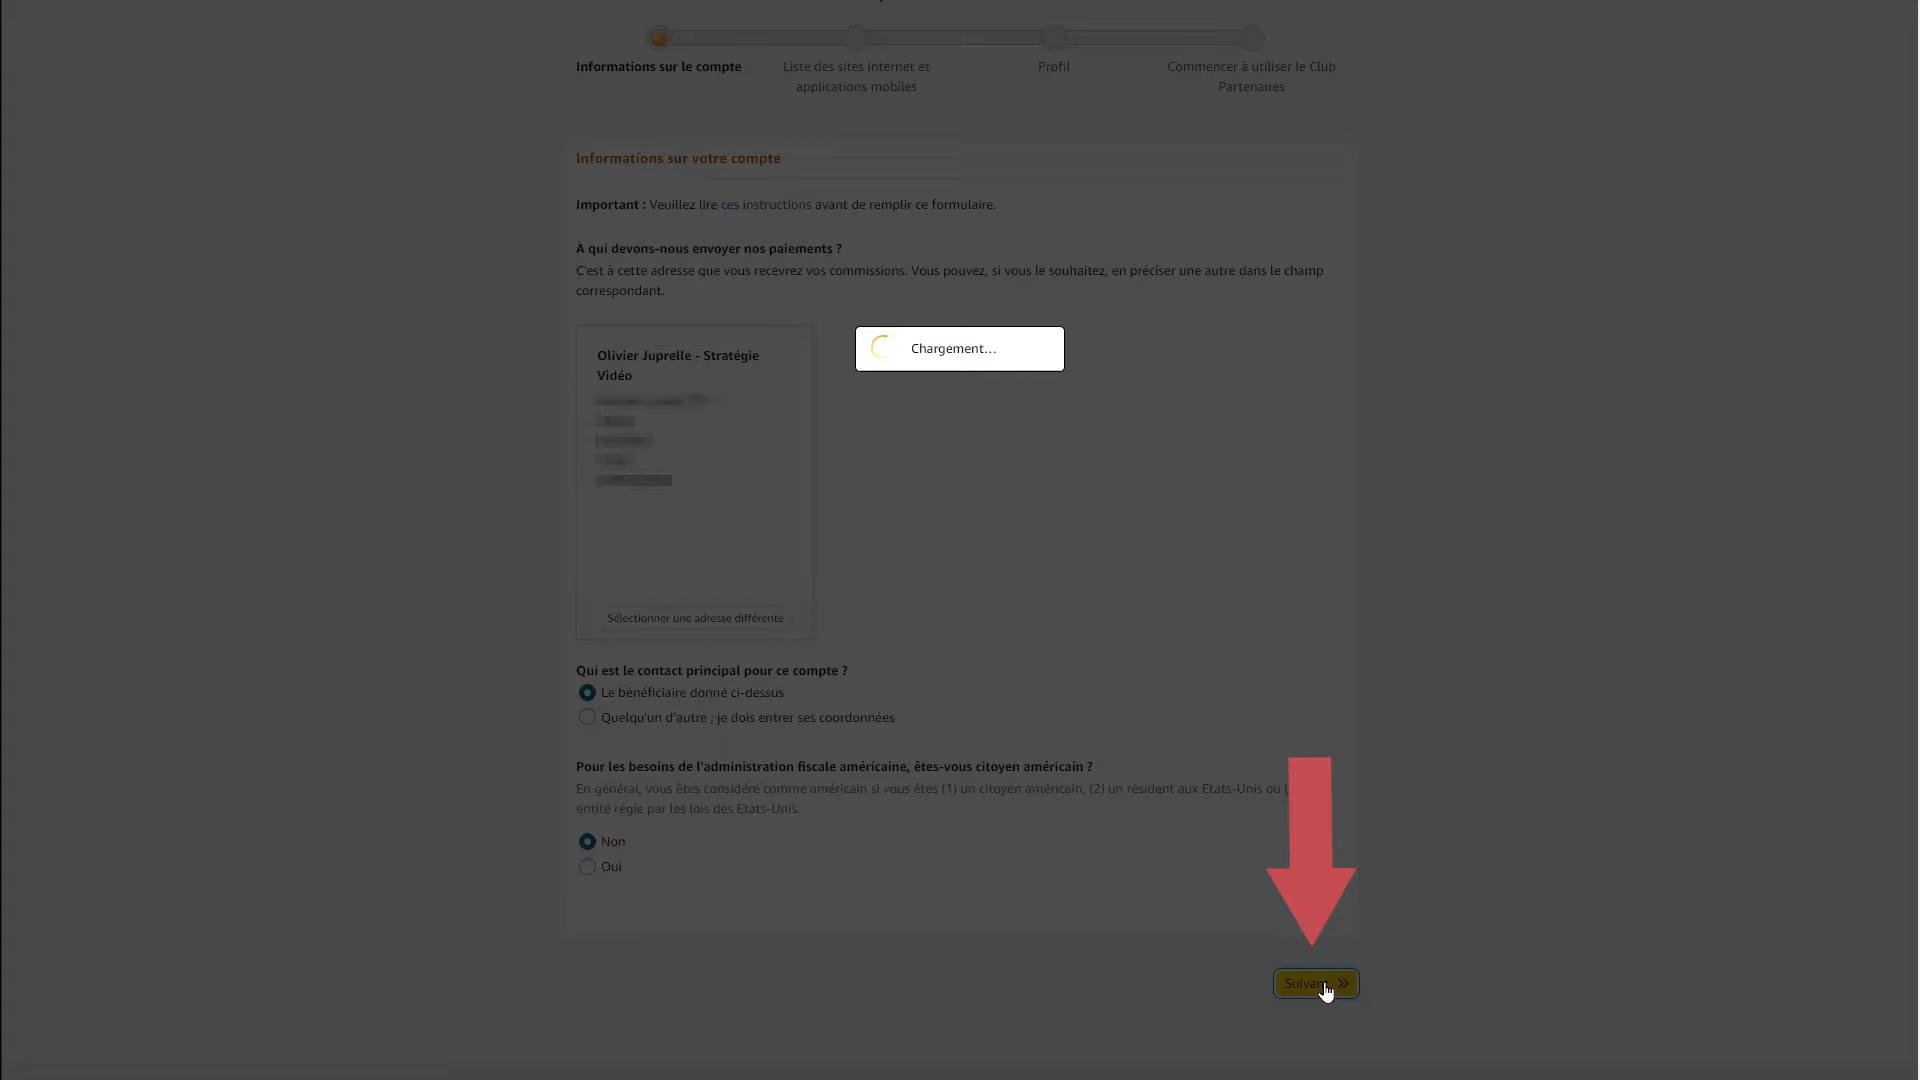 Informations sur le compte
Liste des sites internet et
applications mobiles
Profil
Commencer à utiliser le Club
Partenaires
Informations sur votre compte
Important : Veuillez lire ces instructions avant de remplir ce formulaire.
À qui devons-nous envoyer nos paiements ?
C'est à cette adresse que vous recevrez vos commissions. Vous pouvez, si vous le souhaitez, en préciser une autre dans le champ
correspondant.
Chargement...
Olivier Juprelle - Stratégie
Vidéo
Sélectionner une adresse différente
Qui est le contact principal pour ce compte ?
Le bénéficiaire donné ci-dessus
Quelqu'un d'autre ; je dois entrer ses coordonnées
Pour les besoins de l'administration fiscale américaine, êtes-vous citoyen américain ?
En général, vous êtes considéré comme américain si vous êtes (1) un citoyen américain, (2) un résident aux Etats-Unis ou (
entité régie par les lois des Etats-Unis.
Non
Oui
Suivant